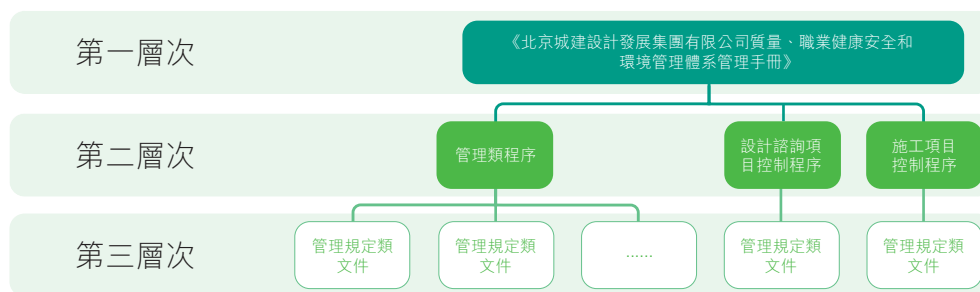 第一層次
《北京城建設計發展集團有限公司質量、職業健康安全和
環境管理體系管理手冊》
第二層次
管理類程序
設計諮詢項
目控制程序
施工項目
控制程序
第三層次
管理規定類
文件
管理規定類
文件
......
管理規定類
文件
管理規定類
文件